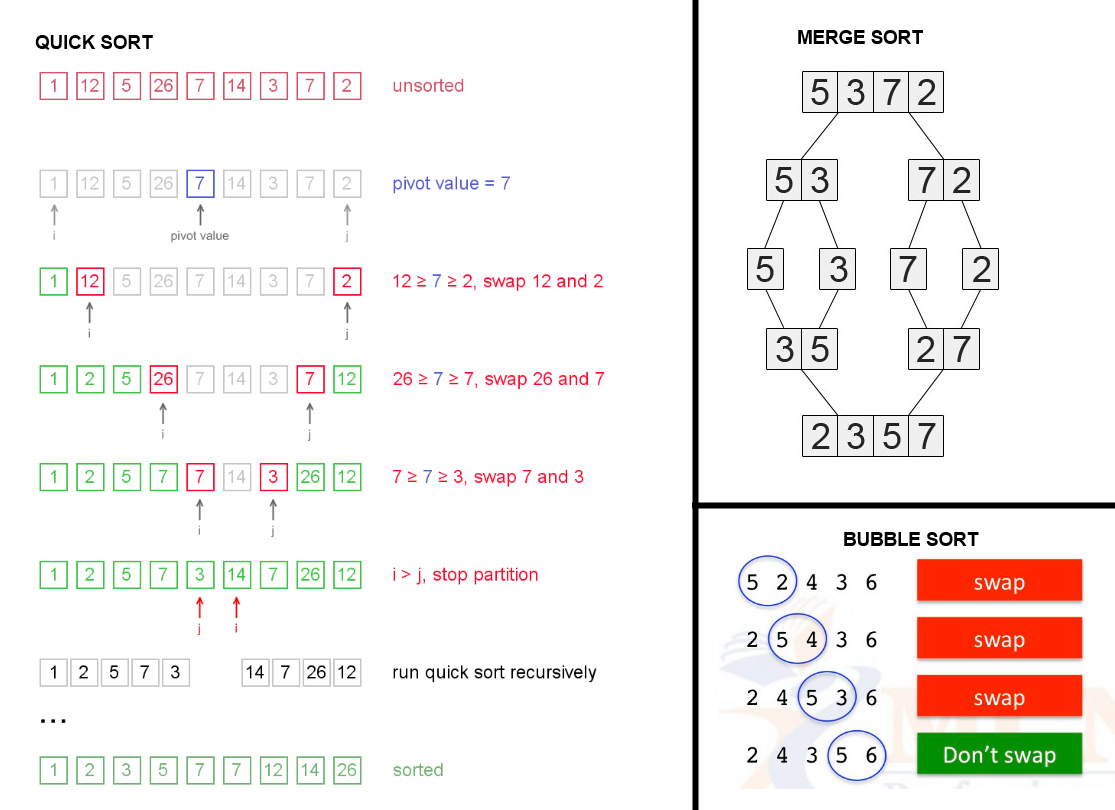 QUICK SORT
1 12 5 26 7 14 3 7 2 unsorted
1 12 5 26 7 14 3 7 2 pivot value = 7
i pivot value j
1 12 5 26 7 14 3 7 2 12 ≥ 7 ≥ 2, swap 12 and 2
i j
1 2 5 26 7 14 3 7 12 26 ≥ 7 ≥ 7, swap 26 and 7
i j
1 2 5 7 7 14 3 26 12 7 ≥ 7 ≥ 3, swap 7 and 3
i j
1 2 5 7 3 14 7 26 12 i > j, stop partition
j i
1 2 5 7 3 14 7 26 12 run quick sort recursively
...
1 2 3 5 7 7 12 14 26 sorted
MERGE SORT
5 3 7 2
5 3 7 2
5 3 7 2
3 5 2 7
2 3 5 7
BUBBLE SORT
5 2 4 3 6 swap
2 5 4 3 6 swap
2 4 5 3 6 swap
2 4 3 5 6 Don't swap